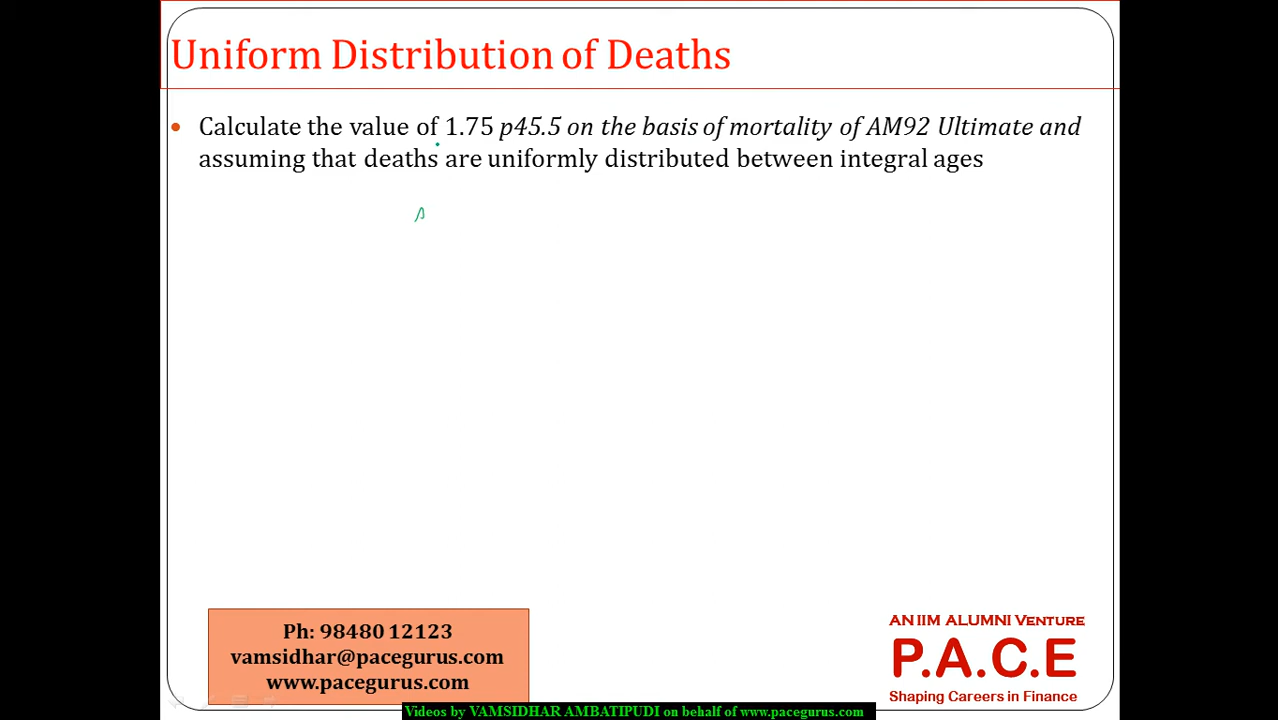 Uniform Distribution of Deaths
• Calculate the value of 1.75 p45.5 on the basis of mortality of AM92 Ultimate and
assuming that deaths are uniformly distributed between integral ages
Ph: 98480 12123
vamsidhar@pacegurus.com
www.pacegurus.com
AN IIM ALUMNI VENTURE
P.A.C.E
Shaping Careers in Finance
Videos by VAMSIDHAR AMBATIPUDI on behalf of www.pacegurus.com